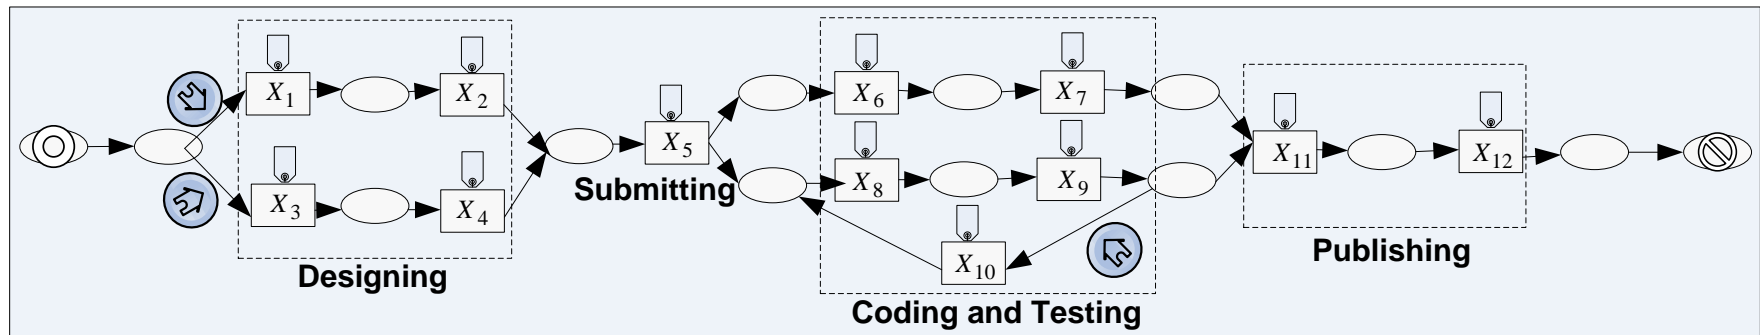 X1
X2
X3
X4
Designing
X5
Submitting
X6
X7
X8
X9
X10
Coding and Testing
X11
X12
Publishing